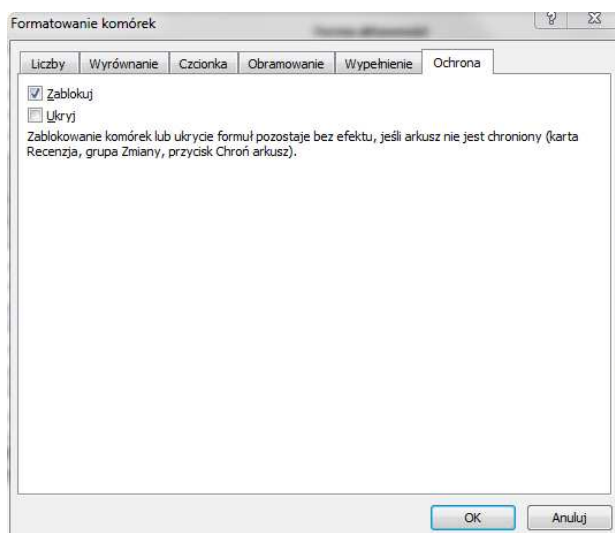 Formatowanie komórek
Liczby Wyrównanie Czcionka Obramowanie Wypełnienie Ochrona
Zablokuj
Ukryj
Zablokowanie komórek lub ukrycie formuł pozostaje bez efektu, jeśli arkusz nie jest chroniony (karta
Recenzja, grupa Zmiany, przycisk Chroń arkusz).
OK Anuluj